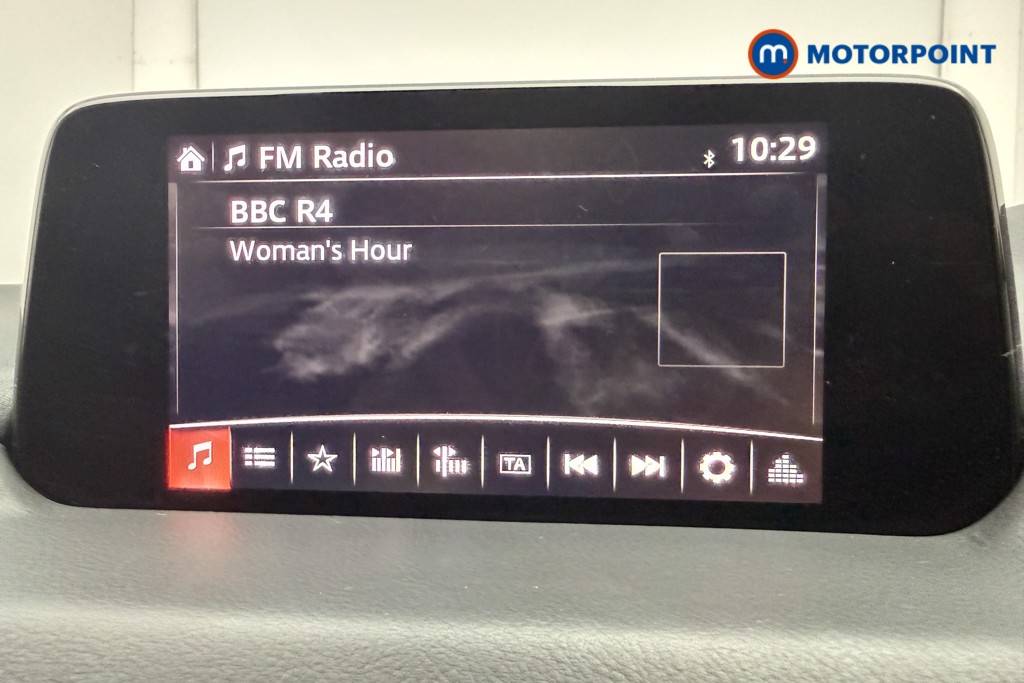 m. MOTORPOINT
FM Radio
10:29
BBC R4
Woman's Hour
TA